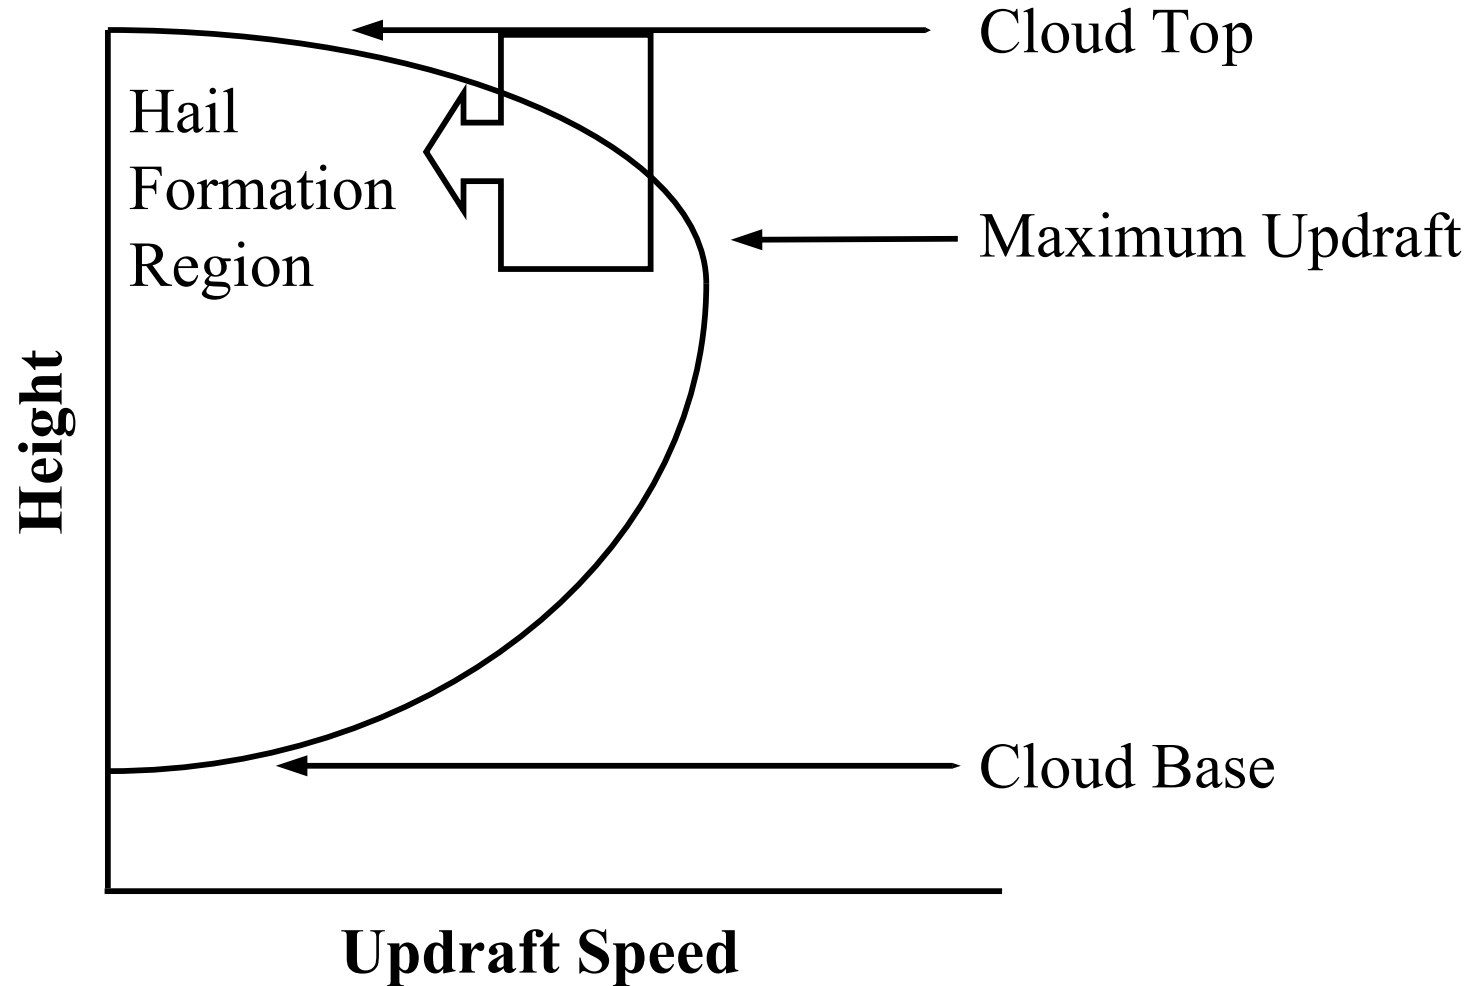 Cloud Top
Hail
Formation
Region
Maximum Updraft
Height
Cloud Base
Updraft Speed